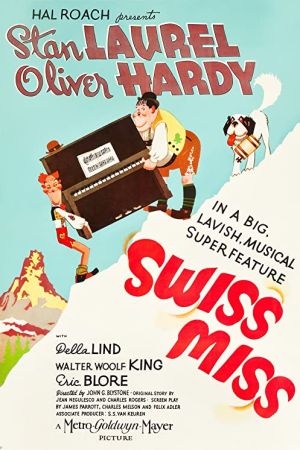 HAL ROACH presents
Stan LAUREL
Oliver HARDY
IN A BIG,
LAVISH, MUSICAL
SUPER FEATURE
SWISS
MISS
WITH
Della LIND
WALTER WOOLF KING
Eric BLORE
Directed by JOHN G. BLYSTONE · ORIGINAL STORY BY
JEAN NEGULESCO AND CHARLES ROGERS · SCREEN PLAY
BY JAMES PARROTT, CHARLES MELSON AND FELIX ADLER
ASSOCIATE PRODUCER: S.S. VAN KEUREN
A Metro-Goldwyn-Mayer
PICTURE